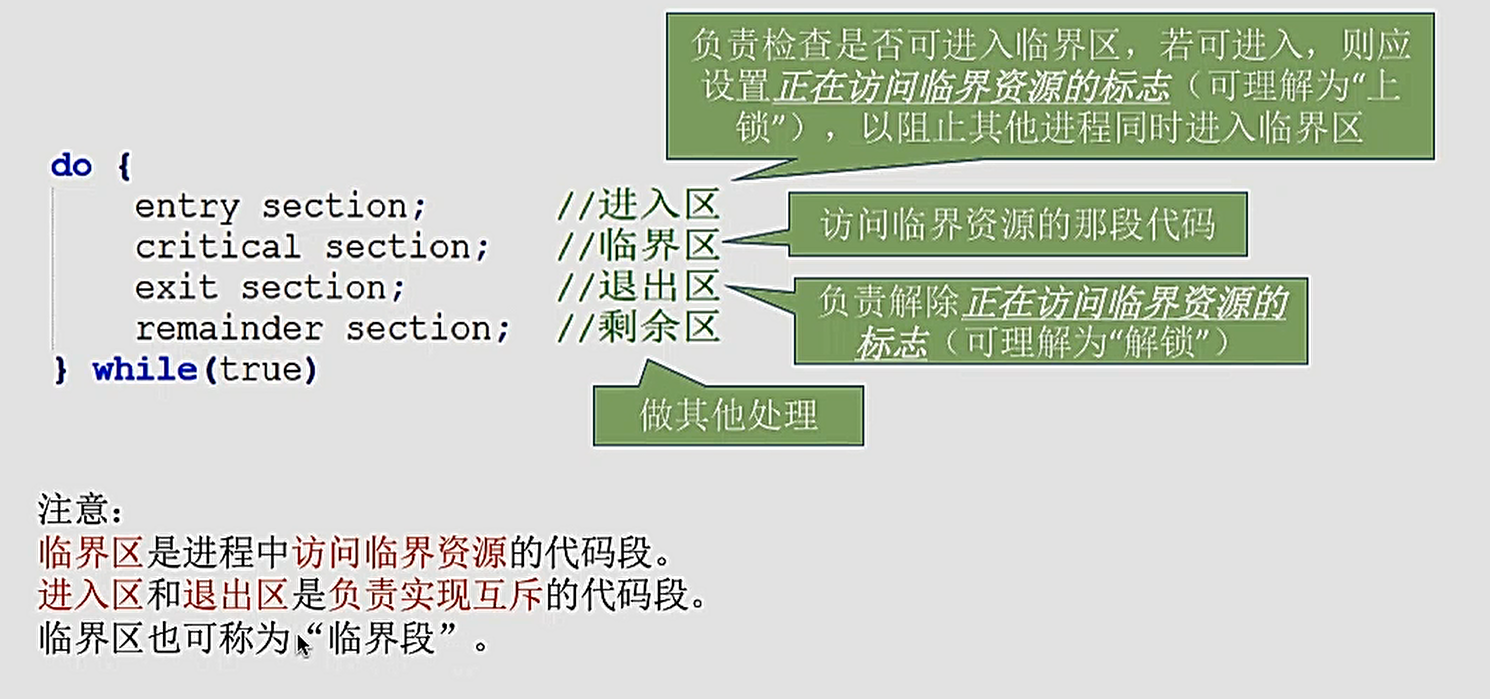 负责检查是否可进入临界区，若可进入，则应
设置正在访问临界资源的标志（可理解为“上
锁”），以阻止其他进程同时进入临界区
do {
entry section; //进入区
critical section; //临界区
exit section; //退出区
remainder section; //剩余区
} while(true)
访问临界资源的那段代码
负责解除正在访问临界资源的
标志（可理解为“解锁”）
做其他处理
注意：
临界区是进程中访问临界资源的代码段。
进入区和退出区是负责实现互斥的代码段。
临界区也可称为“临界段”。